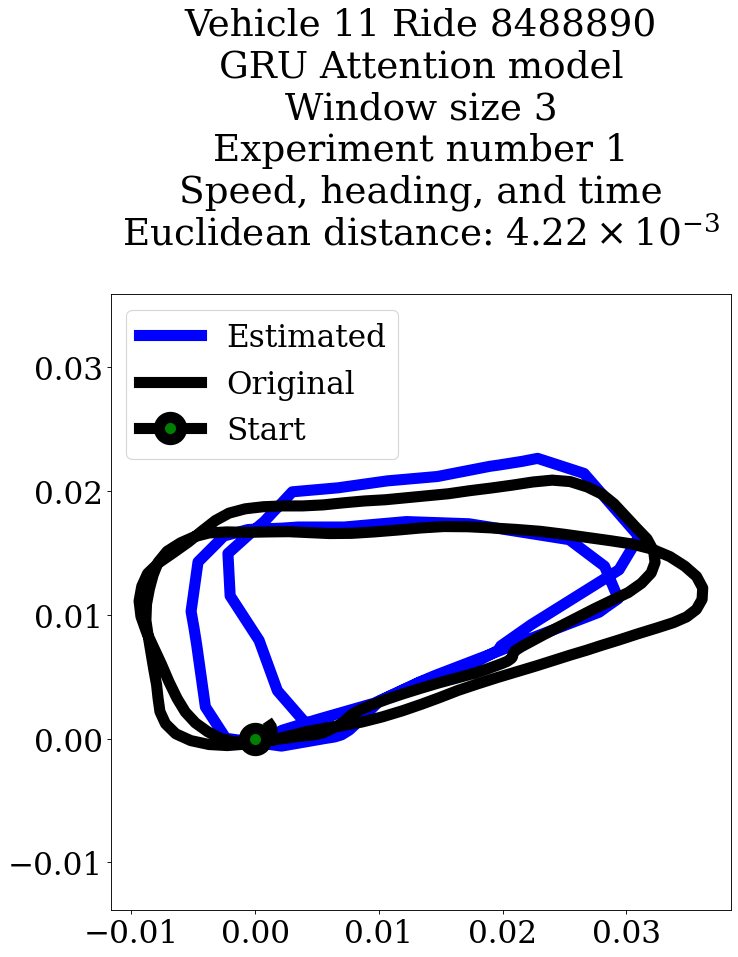 Vehicle 11 Ride 8488890
GRU Attention model
Window size 3
Experiment number 1
Speed, heading, and time
Euclidean distance: 4.22 × 10⁻³
Estimated
Original
Start
0.03
0.02
0.01
0.00
−0.01
−0.01 0.00 0.01 0.02 0.03